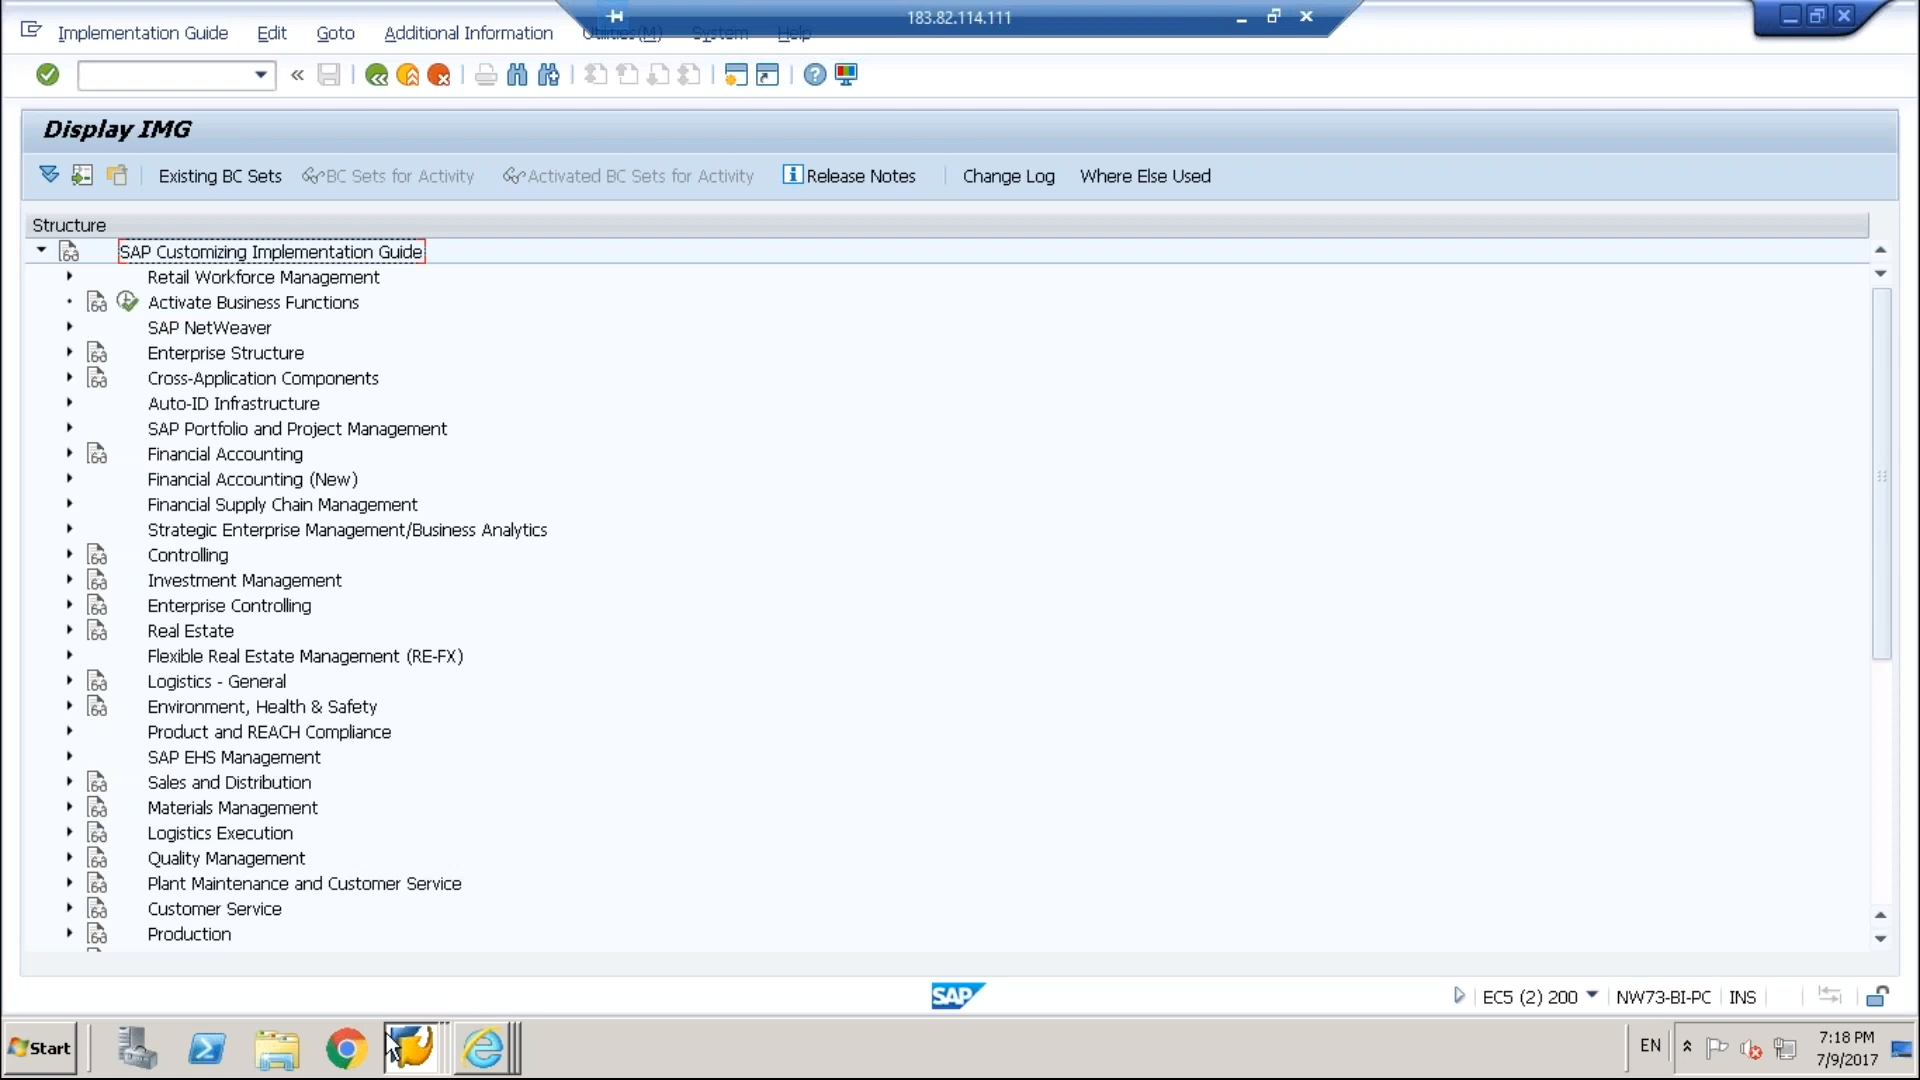 183.82.114.111
Implementation Guide Edit Goto Additional Information Utilities(M) System Help
Display IMG
Existing BC Sets BC Sets for Activity Activated BC Sets for Activity Release Notes Change Log Where Else Used
Structure
SAP Customizing Implementation Guide
Retail Workforce Management
Activate Business Functions
SAP NetWeaver
Enterprise Structure
Cross-Application Components
Auto-ID Infrastructure
SAP Portfolio and Project Management
Financial Accounting
Financial Accounting (New)
Financial Supply Chain Management
Strategic Enterprise Management/Business Analytics
Controlling
Investment Management
Enterprise Controlling
Real Estate
Flexible Real Estate Management (RE-FX)
Logistics - General
Environment, Health & Safety
Product and REACH Compliance
SAP EHS Management
Sales and Distribution
Materials Management
Logistics Execution
Quality Management
Plant Maintenance and Customer Service
Customer Service
Production
SAP EC5 (2) 200 NW73-BI-PC INS
Start EN 7:18 PM
7/9/2017